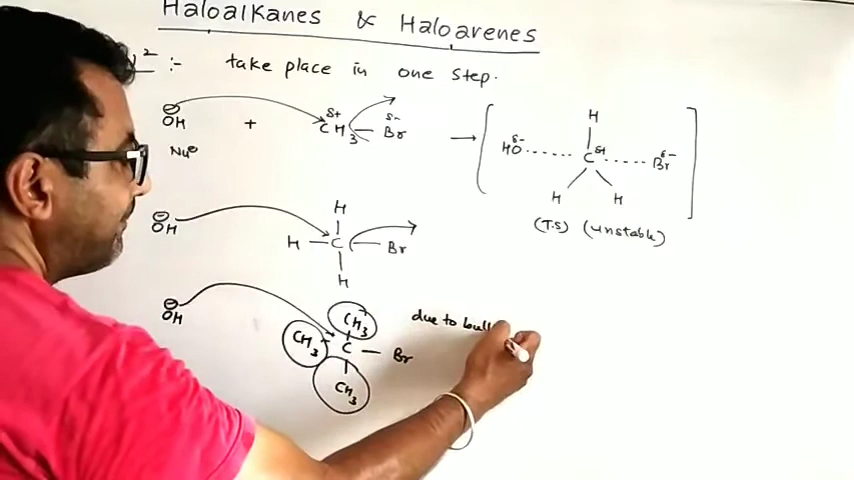 Haloalkanes & Haloarenes
2 :- take place in one step.
⊖ δ+ δ-
OH + CH3 — Br ⟶
Nu⊖
H
HO δ- ..... C δ+ ..... Br δ-
H H
(T.S) (unstable)
⊖
OH
H
H — C — Br
H
⊖
OH
CH3
CH3 — C — Br
CH3
due to